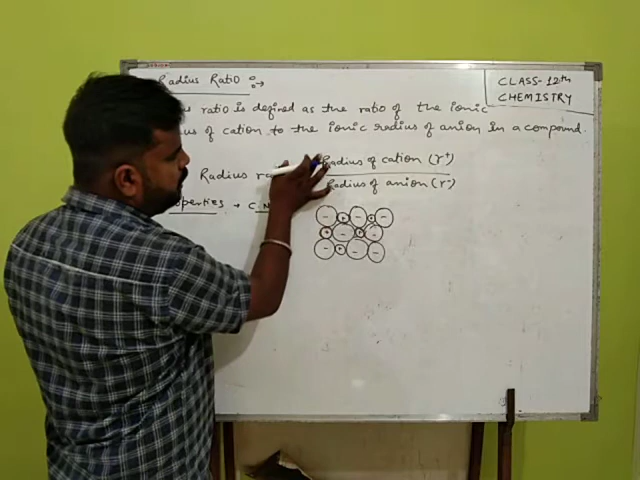 Radius Ratio :→
CLASS-12th
CHEMISTRY
ratio is defined as the ratio of the ionic
of cation to the ionic radius of anion in a compound.
Radius Radius of cation (r⁺)
Radius of anion (r⁻)
→ C.N
- + - + -
+ - + -
- + - -